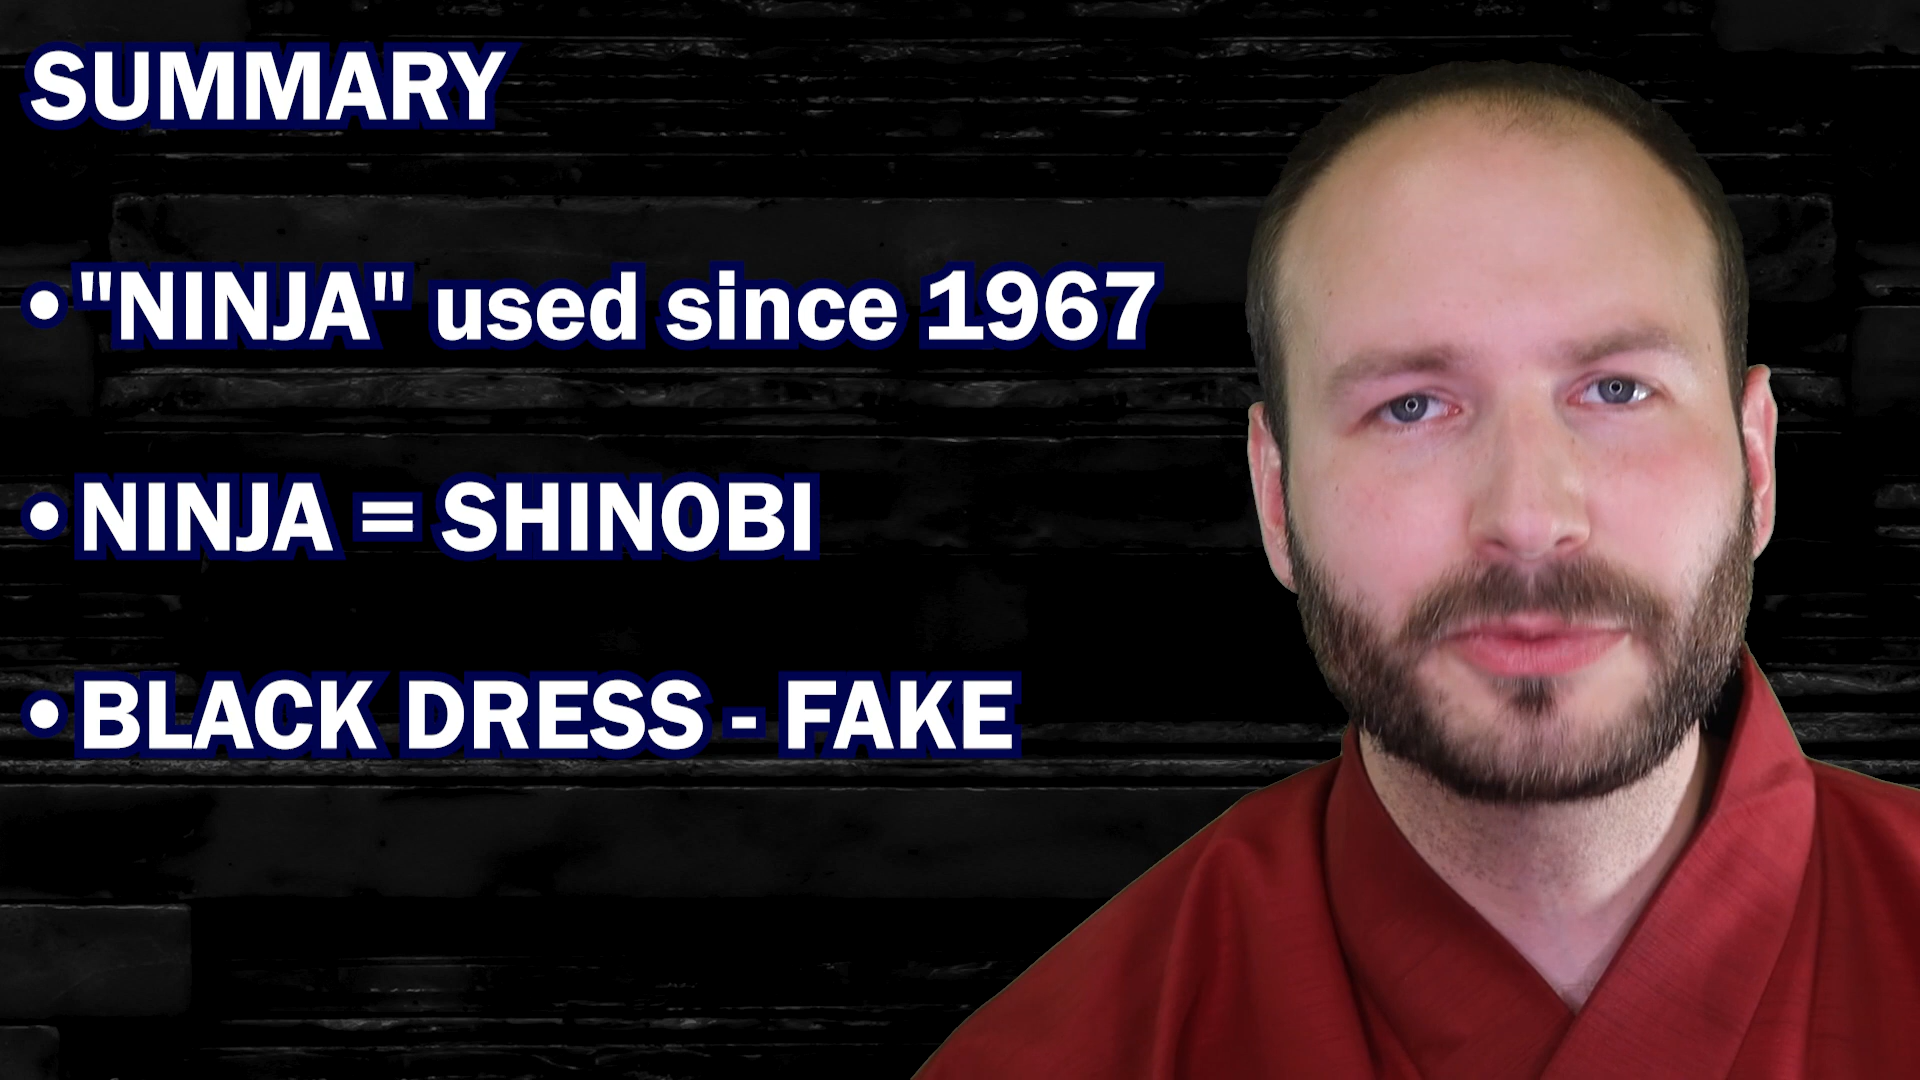 SUMMARY
• "NINJA" used since 1967
• NINJA = SHINOBI
• BLACK DRESS - FAKE